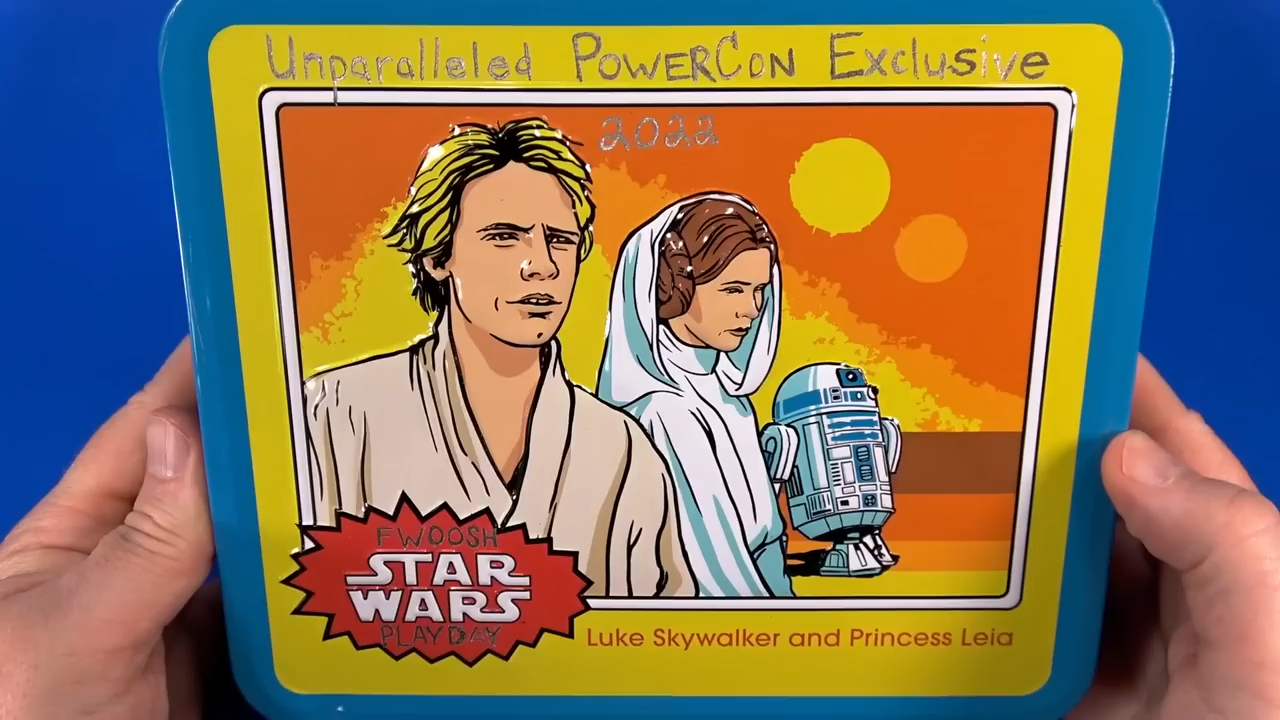 Unparalleled PowerCon Exclusive
2022
FWOOSH
STAR
WARS
PLAYDAY
Luke Skywalker and Princess Leia